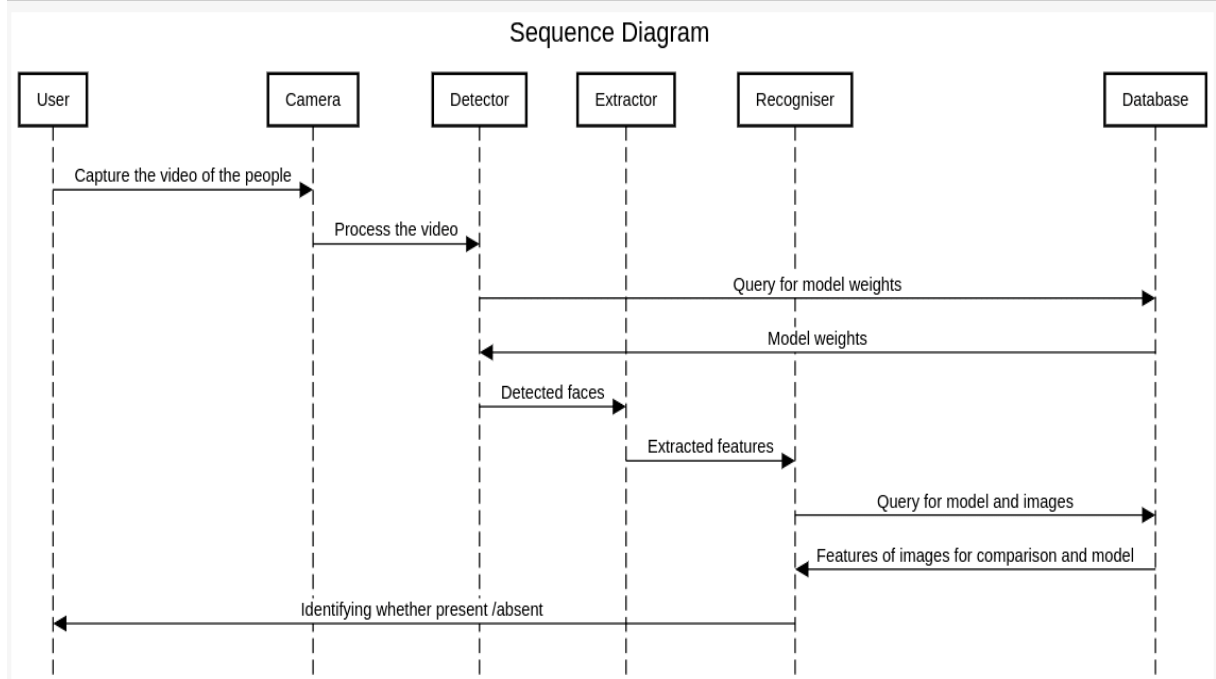 Sequence Diagram
User
Camera
Detector
Extractor
Recogniser
Database
Capture the video of the people
Process the video
Query for model weights
Model weights
Detected faces
Extracted features
Query for model and images
Features of images for comparison and model
Identifying whether present /absent